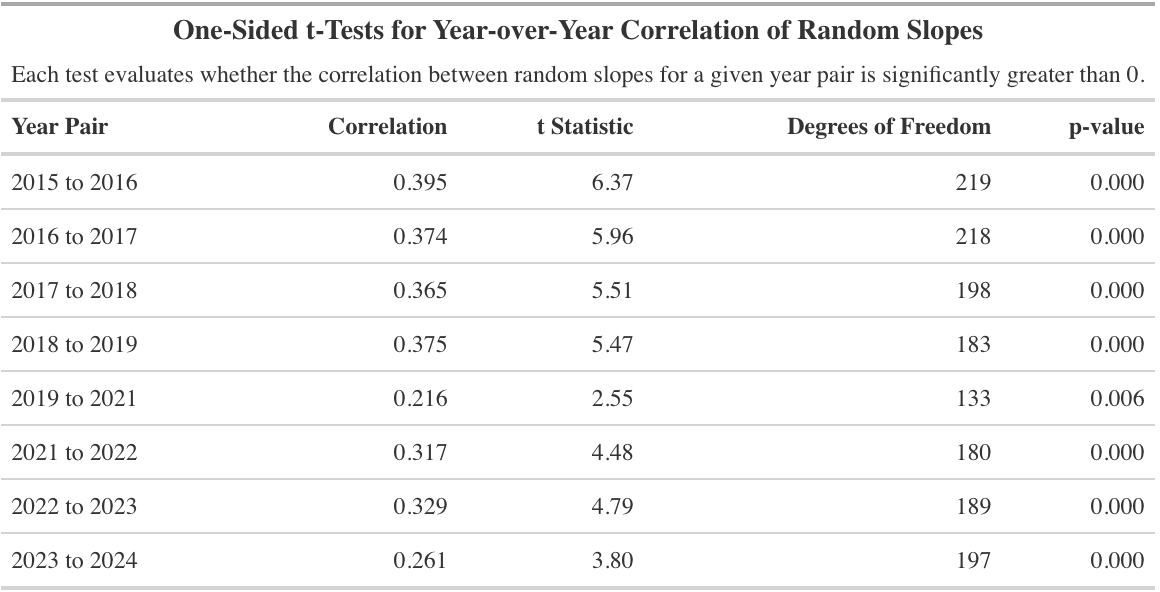 One-Sided t-Tests for Year-over-Year Correlation of Random Slopes
Each test evaluates whether the correlation between random slopes for a given year pair is significantly greater than 0.
Year Pair Correlation t Statistic Degrees of Freedom p-value
2015 to 2016 0.395 6.37 219 0.000
2016 to 2017 0.374 5.96 218 0.000
2017 to 2018 0.365 5.51 198 0.000
2018 to 2019 0.375 5.47 183 0.000
2019 to 2021 0.216 2.55 133 0.006
2021 to 2022 0.317 4.48 180 0.000
2022 to 2023 0.329 4.79 189 0.000
2023 to 2024 0.261 3.80 197 0.000